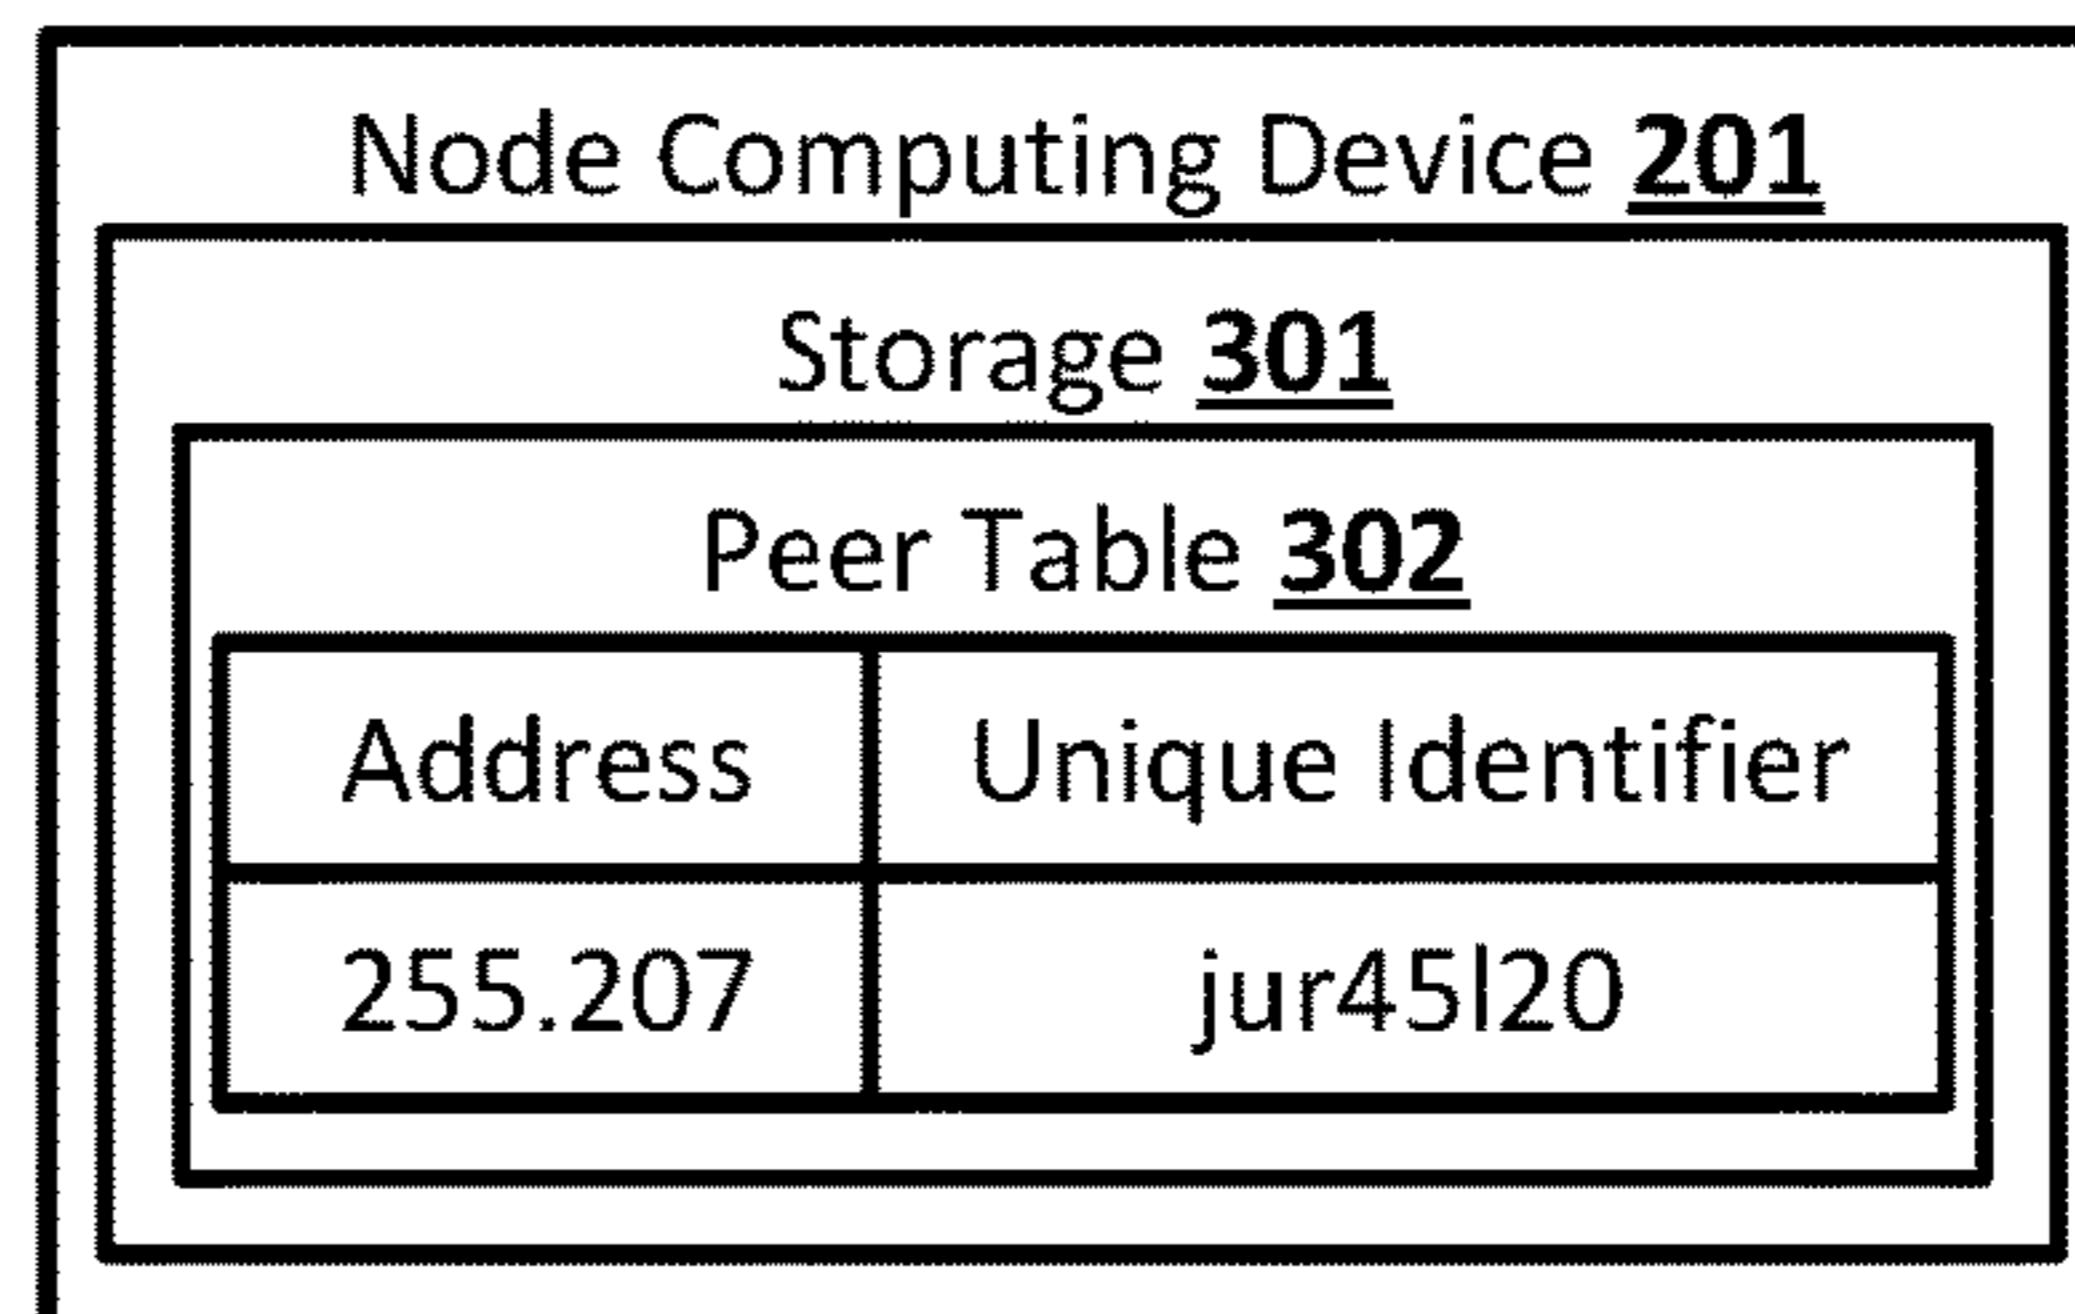 Node Computing Device 201
Storage 301
Peer Table 302
Address Unique Identifier
255.207 jur45l20